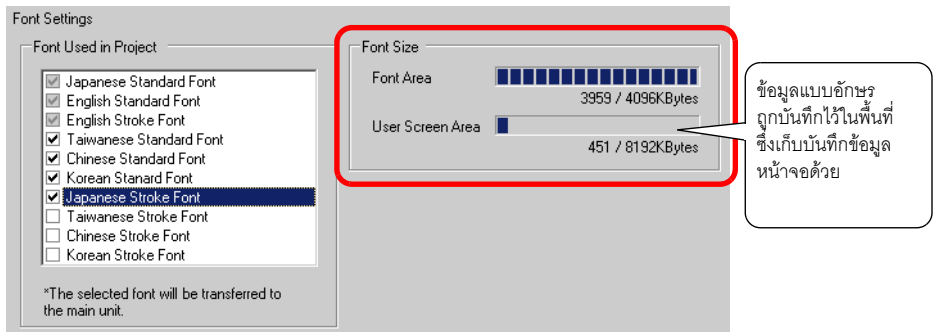 Font Settings
Font Used in Project
Japanese Standard Font
English Standard Font
English Stroke Font
Taiwanese Standard Font
Chinese Standard Font
Korean Stanard Font
Japanese Stroke Font
Taiwanese Stroke Font
Chinese Stroke Font
Korean Stroke Font
*The selected font will be transferred to
the main unit.
Font Size
Font Area
3959 / 4096KBytes
User Screen Area
451 / 8192KBytes
ข้อมูลแบบอักษร
ถูกบันทึกไว้ในพื้นที่
ซึ่งเก็บบันทึกข้อมูล
หน้าจอด้วย